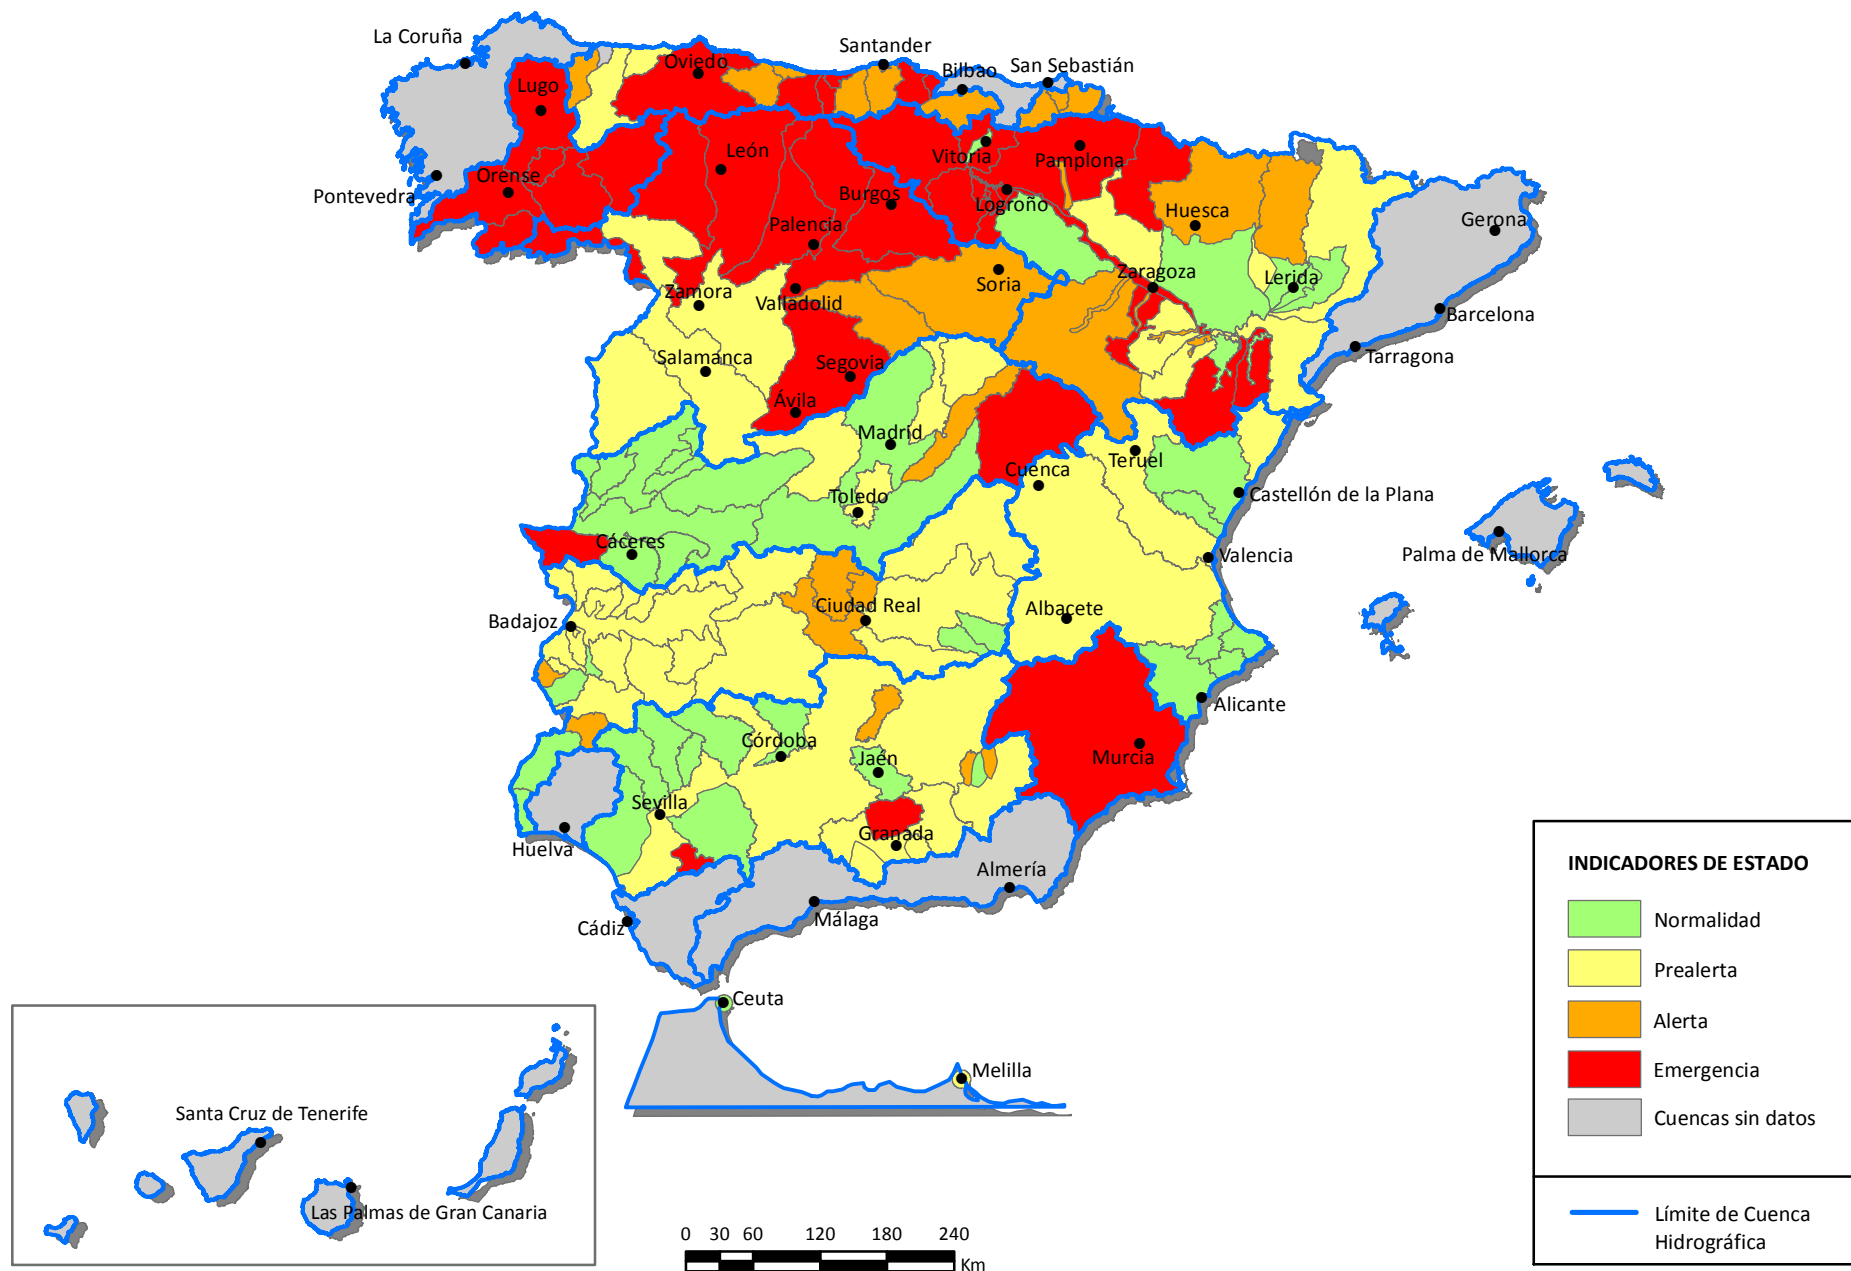 La Coruña
Santander
Oviedo
Bilbao
San Sebastián
Lugo
León
Vitoria
Pamplona
Pontevedra
Orense
Burgos
Logroño
Huesca
Gerona
Palencia
Soria
Zaragoza
Lerida
Zamora
Valladolid
Barcelona
Salamanca
Segovia
Tarragona
Ávila
Madrid
Teruel
Cuenca
Toledo
Castellón de la Plana
Cáceres
Valencia
Palma de Mallorca
Ciudad Real
Albacete
Badajoz
Alicante
Córdoba
Jaén
Murcia
Sevilla
Granada
Huelva
Almería
Cádiz
Málaga
Ceuta
Melilla
Santa Cruz de Tenerife
Las Palmas de Gran Canaria
0 30 60 120 180 240
Km
INDICADORES DE ESTADO
Normalidad
Prealerta
Alerta
Emergencia
Cuencas sin datos
Límite de Cuenca
Hidrográfica